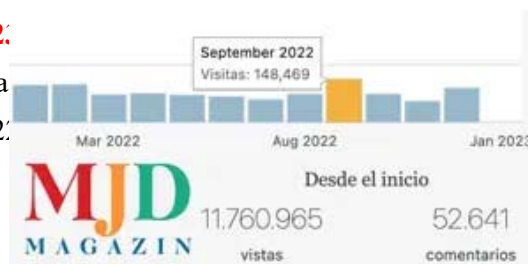 September 2022
Visitas: 148,469
a
Mar 2022 Aug 2022 Jan 2023
MJD
MAGAZIN
Desde el inicio
11.760.965 52.641
vistas comentarios